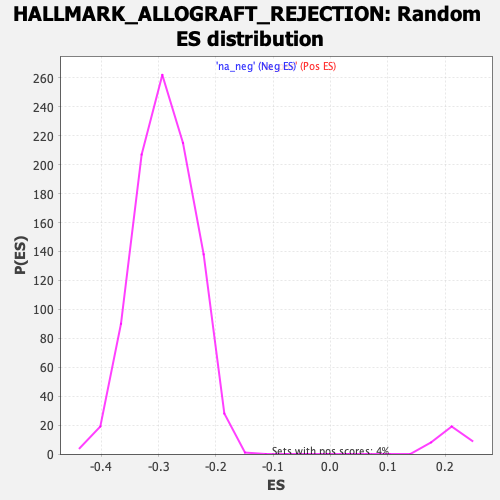 HALLMARK_ALLOGRAFT_REJECTION: Random
ES distribution
'na_neg' (Neg ES)' (Pos ES)
P(ES)
260
240
220
200
180
160
140
120
100
80
60
40
20
0
Sets with pos scores: 4%
-0.4 -0.3 -0.2 -0.1 0.0 0.1 0.2
ES